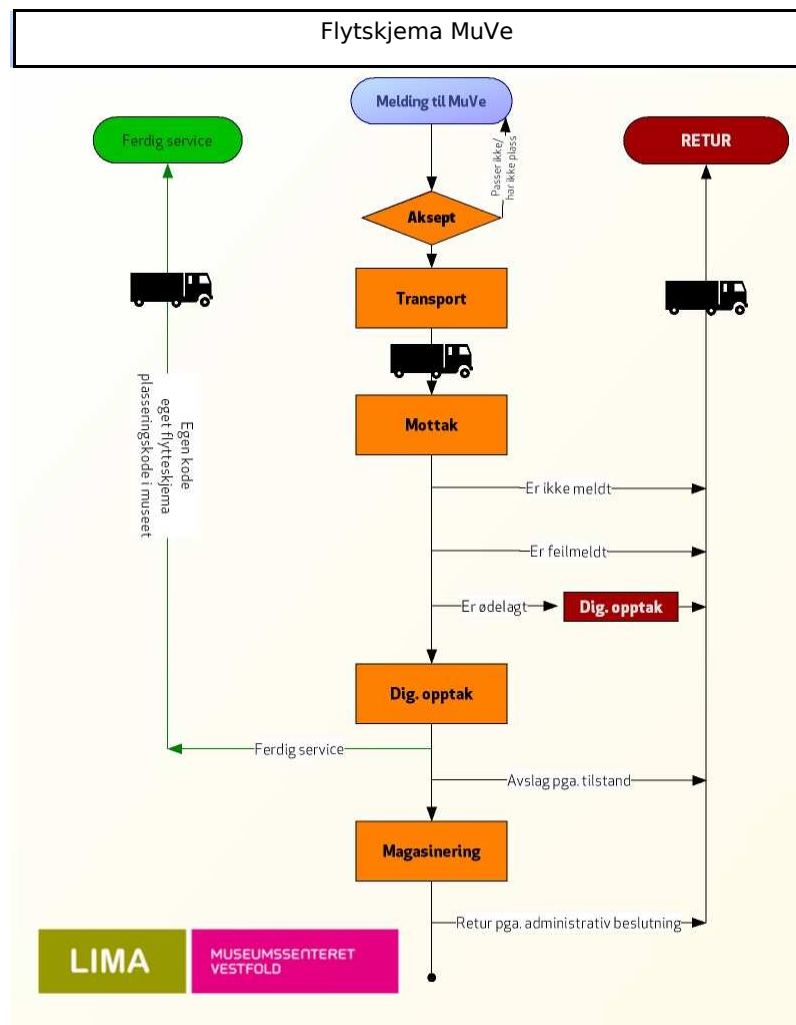 Flytskjema MuVe
Melding til MuVe
Ferdig service
RETUR
Passer ikke/
har ikke plass
Aksept
Transport
Mottak
Egen kode
eget flytteskjema
plasseringskode i museet
Er ikke meldt
Er feilmeldt
Er ødelagt
Dig. opptak
Dig. opptak
Ferdig service
Avslag pga. tilstand
Magasinering
Retur pga. administrativ beslutning
LIMA
MUSEUMSSENTERET
VESTFOLD